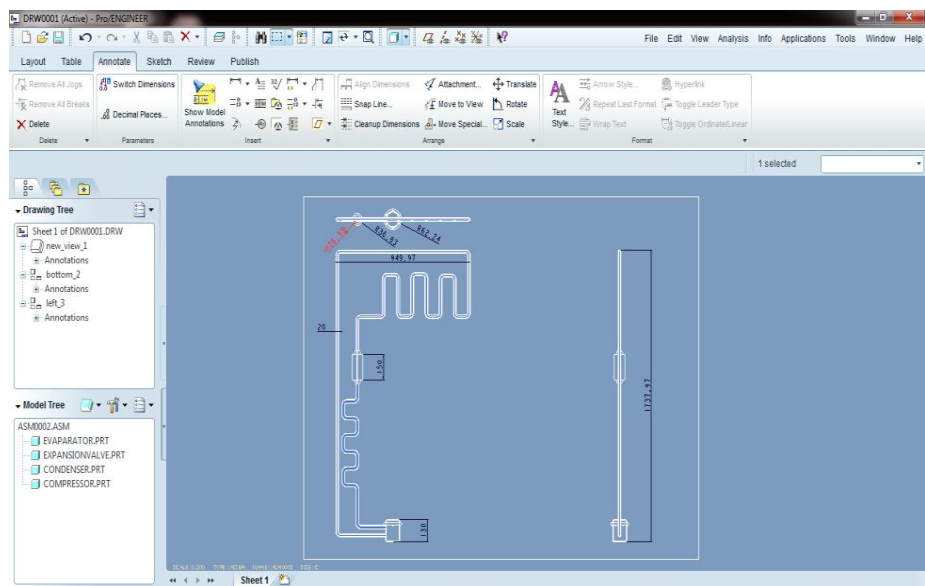 DRW0001 (Active) - Pro/ENGINEER
File Edit View Analysis Info Applications Tools Window Help
Layout Table Annotate Sketch Review Publish
Remove All Jogs
Remove All Breaks
Delete
Delete
Switch Dimensions
Decimal Places...
Parameters
Show Model
Annotations
Insert
Align Dimensions
Snap Line...
Cleanup Dimensions
Attachment...
Move to View
Move Special...
Translate
Rotate
Scale
Arrange
Text
Style...
Arrow Style...
Repeat Last Format
Wrap Text
Hyperlink
Toggle Leader Type
Toggle Ordinate/Linear
Format
1 selected
Drawing Tree
Sheet 1 of DRW0001.DRW
new_view_1
Annotations
bottom_2
Annotations
left_3
Annotations
Model Tree
ASM0002.ASM
EVAPARATOR.PRT
EXPANSIONVALVE.PRT
CONDENSER.PRT
COMPRESSOR.PRT
949.97
20
150
130
1737.97
Sheet 1